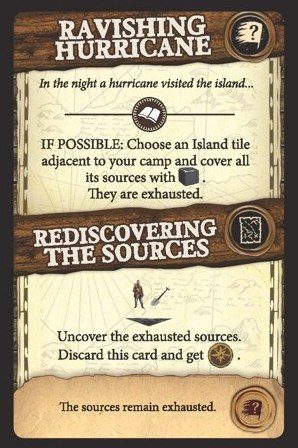 RAVISHING
HURRICANE
In the night a hurricane visited the island...
IF POSSIBLE: Choose an Island tile
adjacent to your camp and cover all
its sources with .
They are exhausted.
REDISCOVERING
THE SOURCES
Uncover the exhausted sources.
Discard this card and get .
The sources remain exhausted.